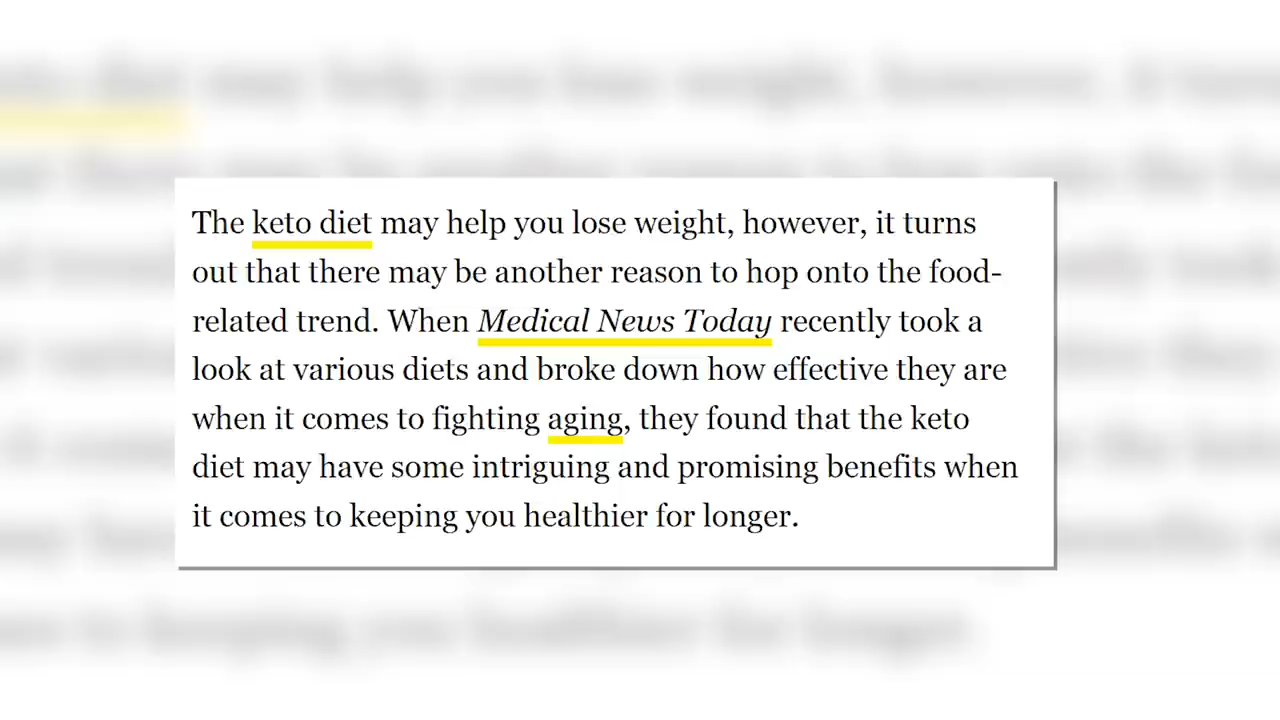 The keto diet may help you lose weight, however, it turns
out that there may be another reason to hop onto the food-
related trend. When Medical News Today recently took a
look at various diets and broke down how effective they are
when it comes to fighting aging, they found that the keto
diet may have some intriguing and promising benefits when
it comes to keeping you healthier for longer.